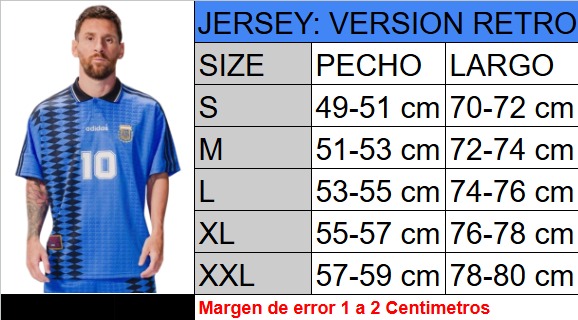 JERSEY: VERSION RETRO
SIZE PECHO LARGO
S 49-51 cm 70-72 cm
M 51-53 cm 72-74 cm
L 53-55 cm 74-76 cm
XL 55-57 cm 76-78 cm
XXL 57-59 cm 78-80 cm
Margen de error 1 a 2 Centimetros
adidas
10